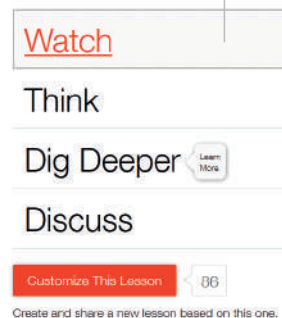 Watch
Think
Dig Deeper Learn More
Discuss
Customize This Lesson 86
Create and share a new lesson based on this one.